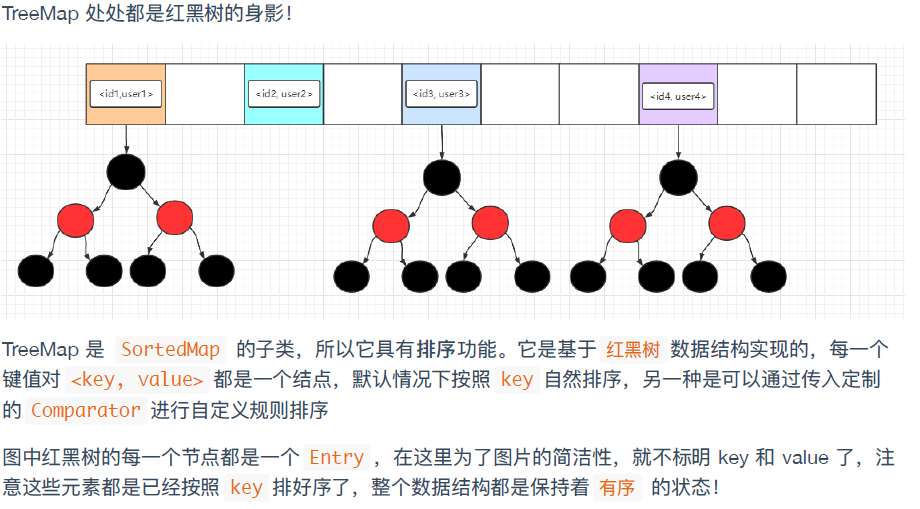 TreeMap 处处都是红黑树的身影！
<id1,user1>
<id2, user2>
<id3, user3>
<id4, user4>
TreeMap 是 SortedMap 的子类，所以它具有排序功能。它是基于 红黑树 数据结构实现的，每一个
键值对 <key, value> 都是一个结点，默认情况下按照 key 自然排序，另一种是可以通过传入定制
的 Comparator 进行自定义规则排序
图中红黑树的每一个节点都是一个 Entry ，在这里为了图片的简洁性，就不标明 key 和 value 了，注
意这些元素都是已经按照 key 排好序了，整个数据结构都是保持着 有序 的状态！